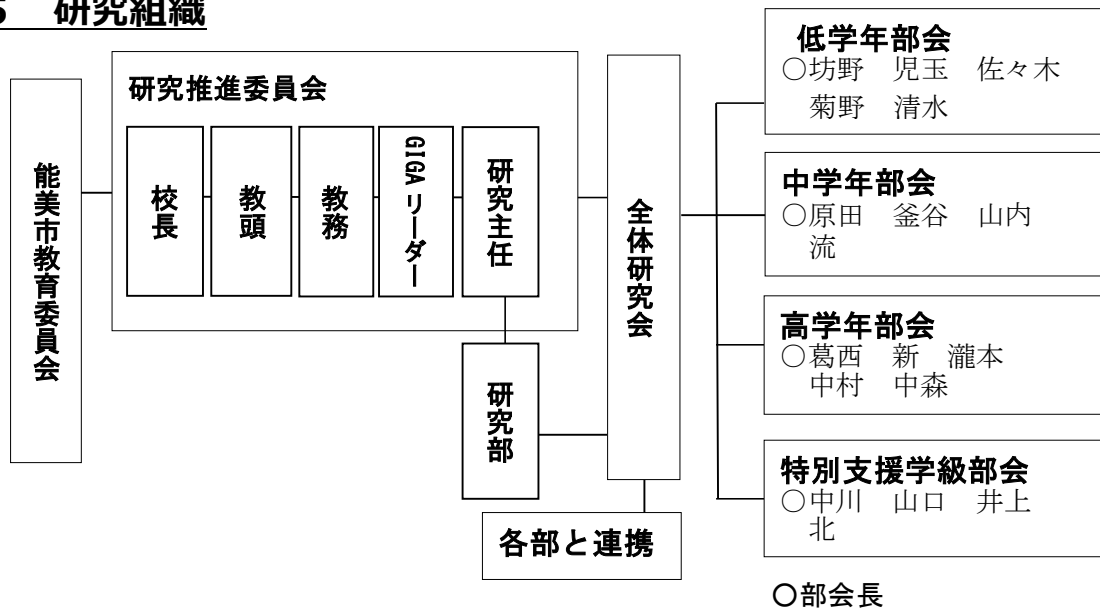 5　研究組織
能美市教育委員会
研究推進委員会
校長
教頭
教務
GIGAリーダー
研究主任
研究部
全体研究会
各部と連携
低学年部会
○坊野　児玉　佐々木
菊野　清水
中学年部会
○原田　釜谷　山内
流
高学年部会
○葛西　新　瀧本
中村　中森
特別支援学級部会
○中川　山口　井上
北
○部会長